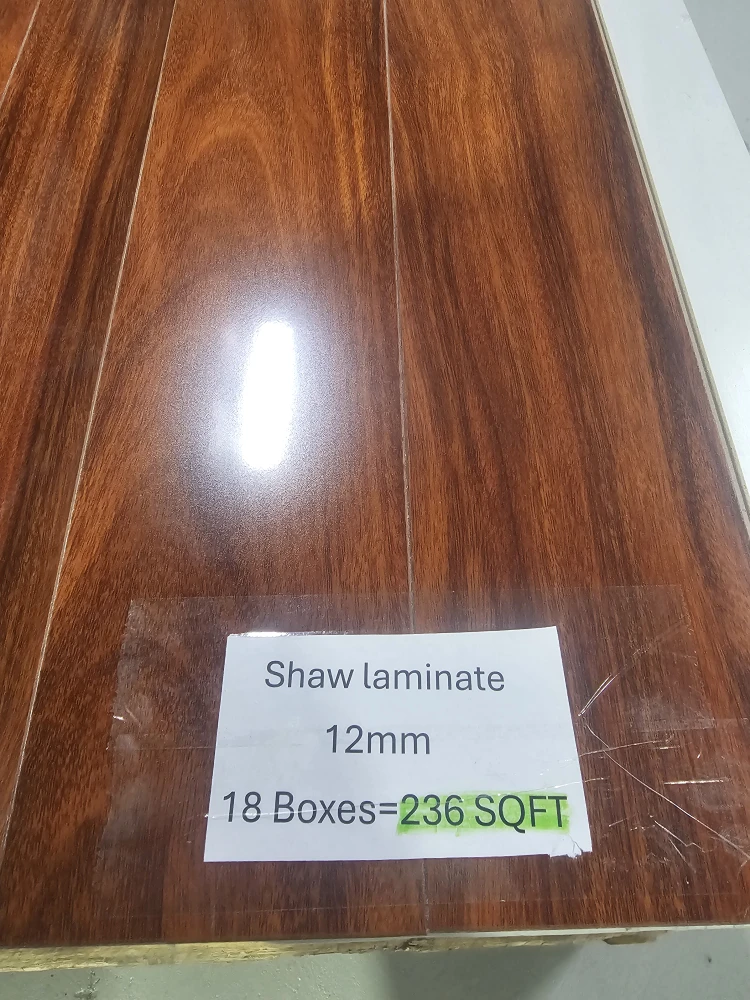 Shaw laminate
12mm
18 Boxes=236 SQFT